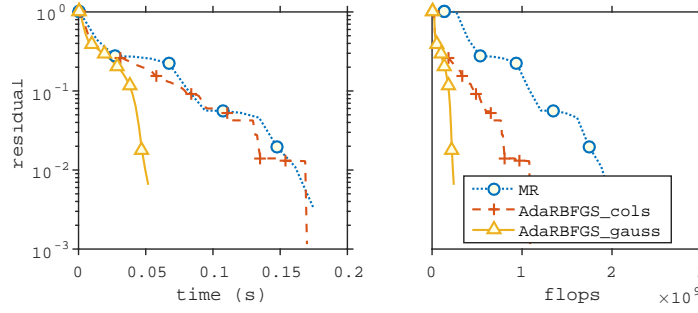 10^0
10^-1
10^-2
10^-3
residual
0
0.05
0.1
0.15
0.2
time (s)
MR
AdaRBFGS_cols
AdaRBFGS_gauss
0
1
2
flops
×10^9